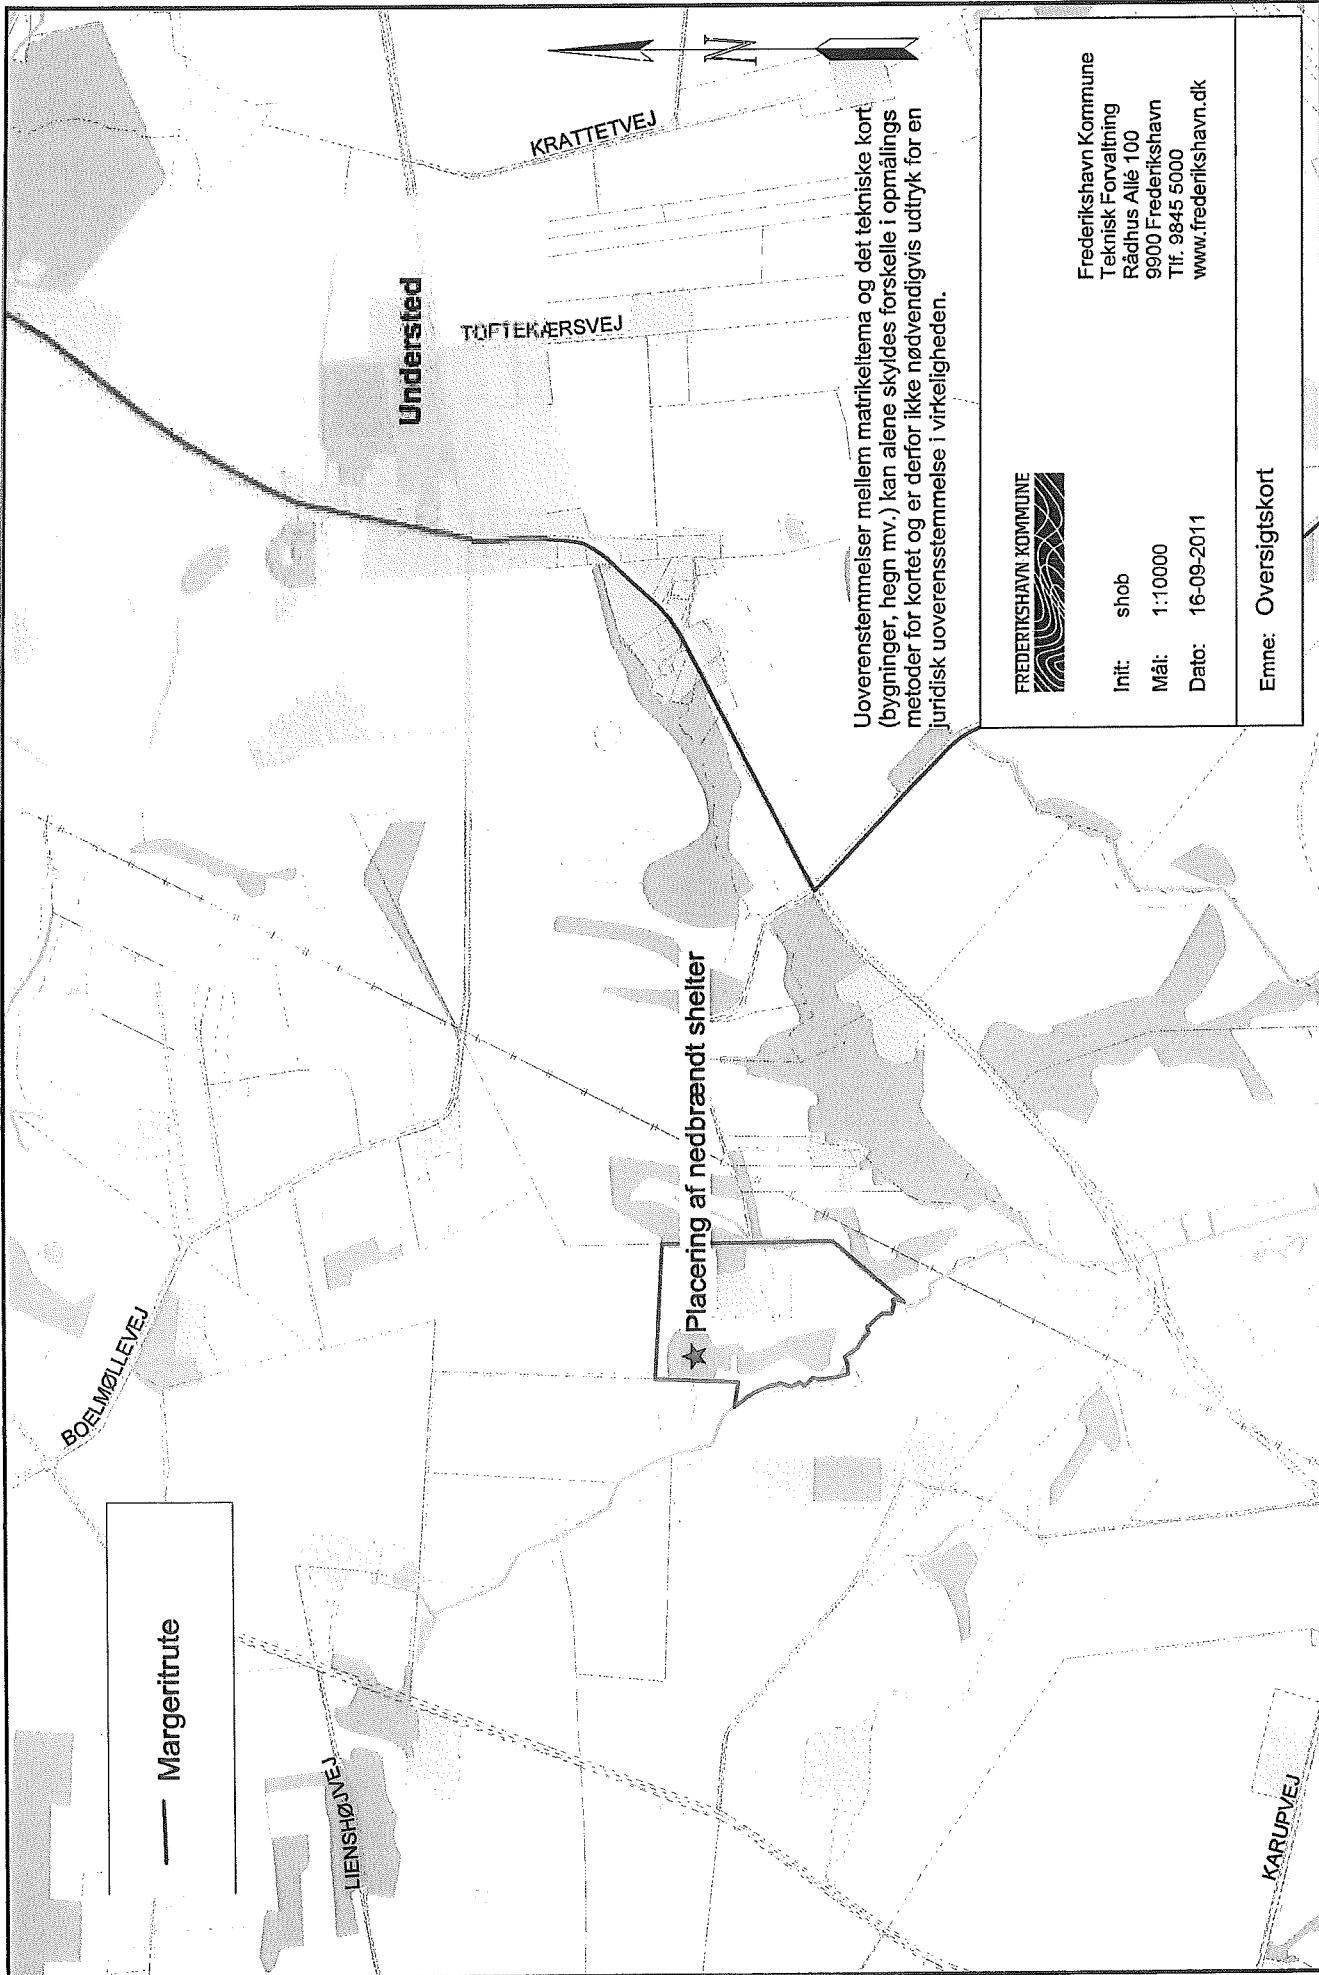 Margeritrute
BOELMØLLEVEJ
LIENSHØJVEJ
KARUPVEJ
Placering af nedbrændt shelter
Understed
TOFTEKÆRSVEJ
KRATTETVEJ
N
Uoverenstemmelser mellem matrikeltema og det tekniske kort
(bygninger, hegn mv.) kan alene skyldes forskelle i opmålings
metoder for kortet og er derfor ikke nødvendigvis udtryk for en
juridisk uoverensstemmelse i virkeligheden.
FREDERIKSHAVN KOMMUNE
Frederikshavn Kommune
Teknisk Forvaltning
Rådhus Allé 100
9900 Frederikshavn
Tlf. 9845 5000
www.frederikshavn.dk
Init: shob
Mål: 1:10000
Dato: 16-09-2011
Emne: Oversigtskort